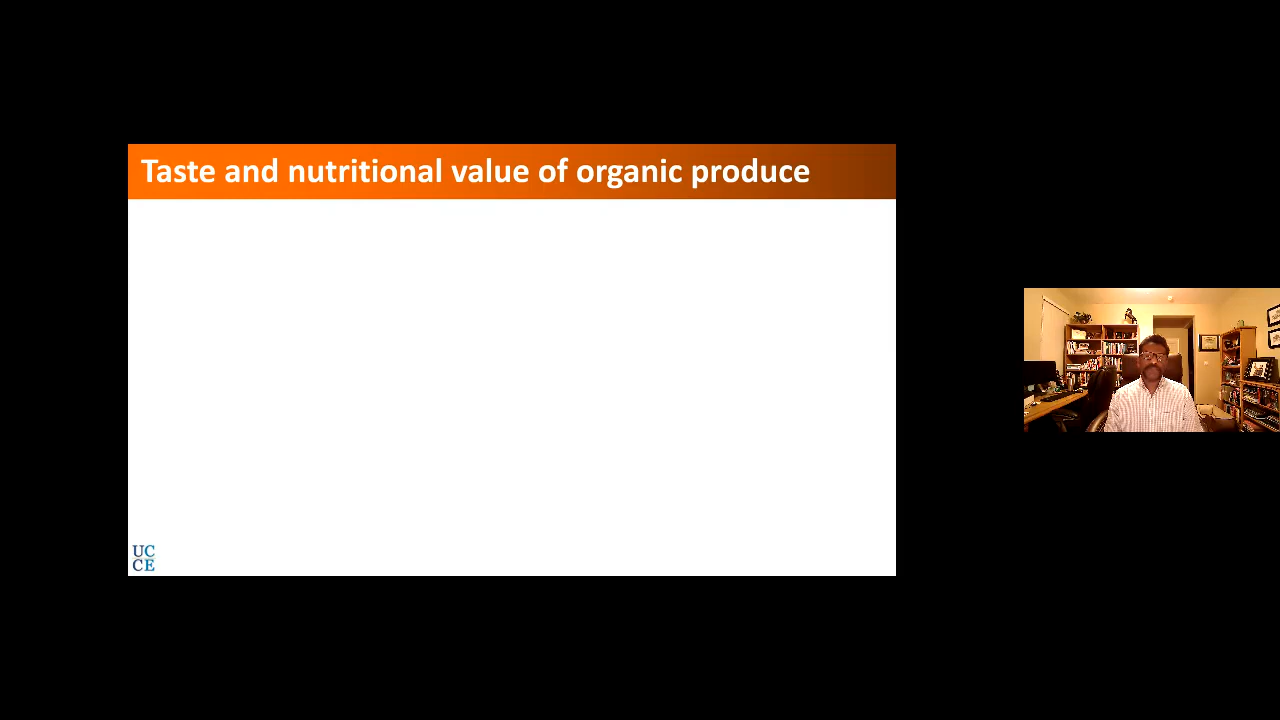 Taste and nutritional value of organic produce
UC
CE